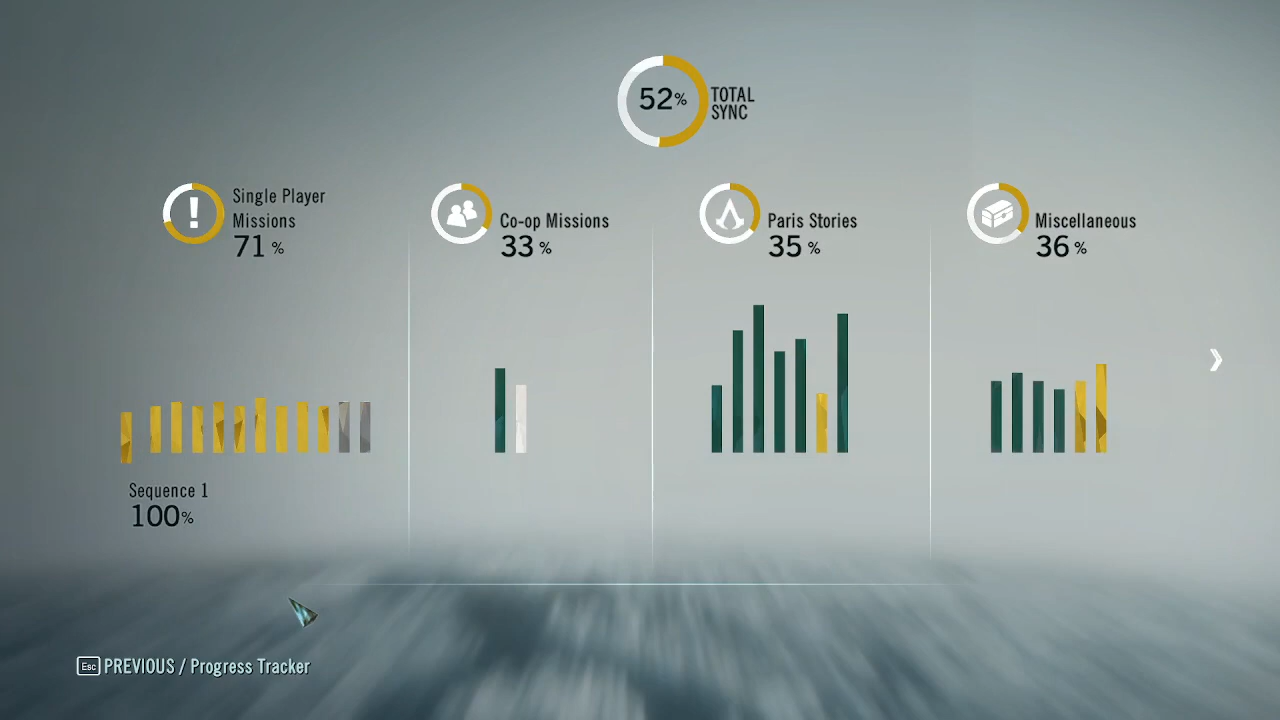 52%
TOTAL
SYNC
Single Player
Missions
71 %
Co-op Missions
33 %
Paris Stories
35 %
Miscellaneous
36 %
Sequence 1
100%
Esc PREVIOUS / Progress Tracker